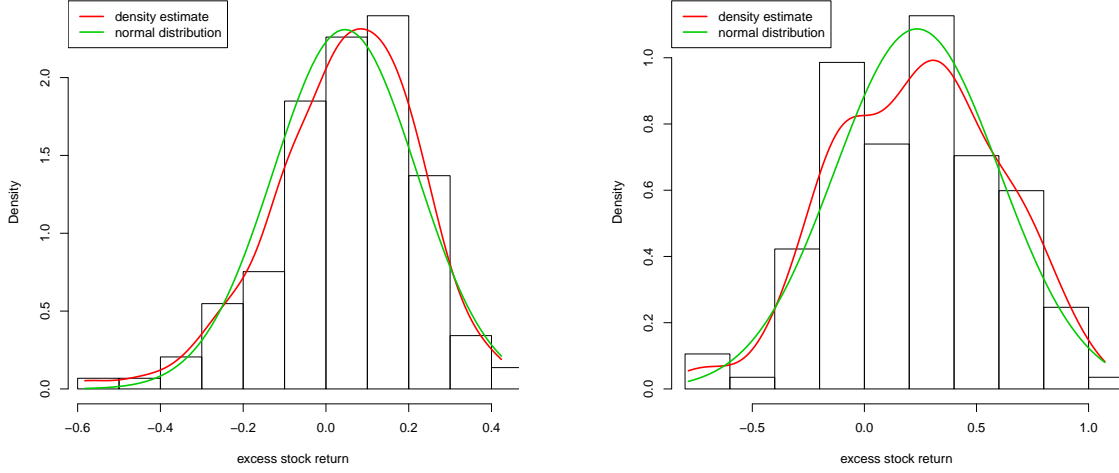 density estimate
normal distribution
Density
0.0
0.5
1.0
1.5
2.0
−0.6 −0.4 −0.2 0.0 0.2 0.4
excess stock return
density estimate
normal distribution
Density
0.0
0.2
0.4
0.6
0.8
1.0
−0.5 0.0 0.5 1.0
excess stock return